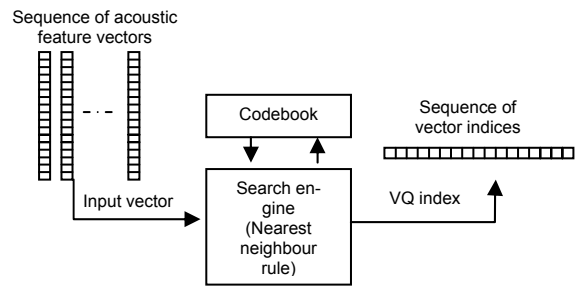 Sequence of acoustic
feature vectors
Codebook
Sequence of
vector indices
Input vector
Search en-
gine
(Nearest
neighbour
rule)
VQ index